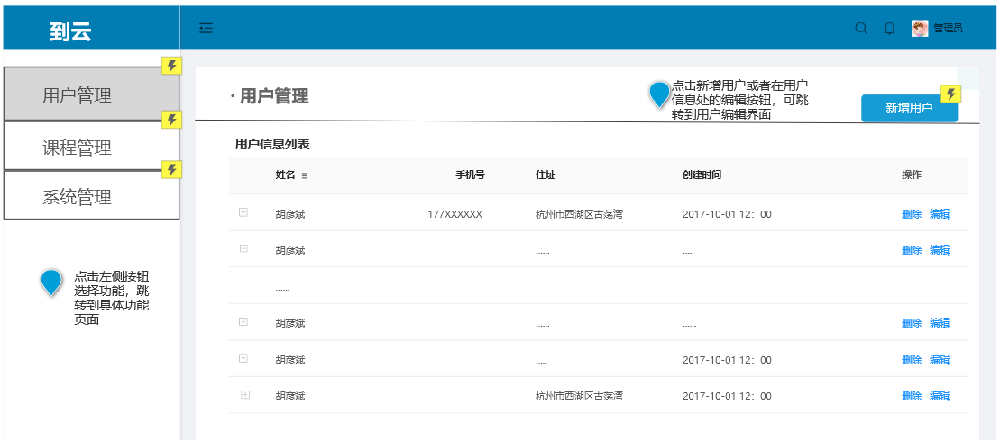 到云
管理员
用户管理
课程管理
系统管理
点击左侧按钮
选择功能，跳
转到具体功能
页面
· 用户管理
点击新增用户或者在用户
信息处的编辑按钮，可跳
转到用户编辑界面
新增用户
用户信息列表
姓名 手机号 住址 创建时间 操作
胡彦斌 177XXXXXX 杭州市西湖区古荡湾 2017-10-01 12：00 删除 编辑
胡彦斌 ...... ..... 删除 编辑
......
胡彦斌 ...... ...... 删除 编辑
胡彦斌 ..... 2017-10-01 12：00 删除 编辑
胡彦斌 杭州市西湖区古荡湾 2017-10-01 12：00 删除 编辑